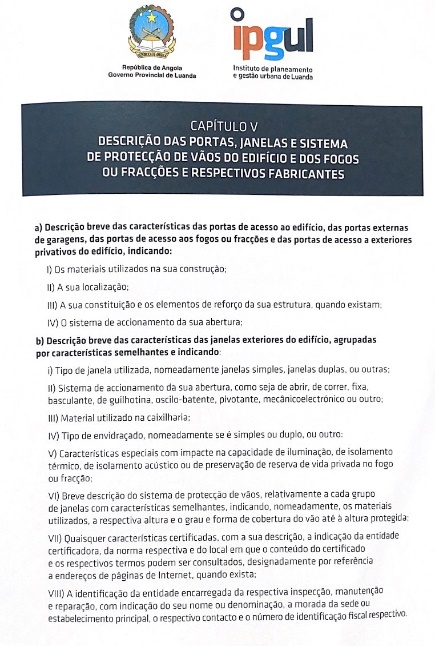 República de Angola
Governo Provincial de Luanda
Instituto
ipgul
Instituto de planeamento
e gestão urbana de Luanda
CAPÍTULO V
DESCRIÇÃO DAS PORTAS, JANELAS E SISTEMA
DE PROTECÇÃO DE VÃOS DO EDIFÍCIO E DOS FOGOS
OU FRACÇÕES E RESPECTIVOS FABRICANTES
a) Descrição breve das características das portas de acesso ao edifício, das portas externas
de garagens, das portas de acesso aos fogos ou fracções e das portas de acesso a exteriores
privativos do edifício, indicando:
I) Os materiais utilizados na sua construção;
II) A sua localização;
III) A sua constituição e os elementos de reforço da sua estrutura, quando existam;
IV) O sistema de accionamento da sua abertura;
b) Descrição breve das características das janelas exteriores do edifício, agrupadas
por características semelhantes e indicando:
i) Tipo de janela utilizada, nomeadamente janelas simples, janelas duplas, ou outras;
II) Sistema de accionamento da sua abertura, como seja de abrir, de correr, fixa,
basculante, de guilhotina, oscilo-batente, pivotante, mecânicoelectrónico ou outro;
III) Material utilizado na caixilharia;
IV) Tipo de envidraçado, nomeadamente se é simples ou duplo, ou outro;
V) Características especiais com impacte na capacidade de iluminação, de isolamento
térmico, de isolamento acústico ou de preservação de reserva de vida privada no fogo
ou fracção;
VI) Breve descrição do sistema de protecção de vãos, relativamente a cada grupo
de janelas com características semelhantes, indicando, nomeadamente, os materiais
utilizados, a respectiva altura e o grau e forma de cobertura do vão até à altura protegida;
VII) Quaisquer características certificadas, com a sua descrição, a indicação da entidade
certificadora, da norma respectiva e do local em que o conteúdo do certificado
e os respectivos termos podem ser consultados, designadamente por referência
a endereços de páginas de Internet, quando exista;
VIII) A identificação da entidade encarregada da respectiva inspecção, manutenção
e reparação, com indicação do seu nome ou denominação, a morada da sede ou
estabelecimento principal, o respectivo contacto e o número de identificação fiscal respectivo.